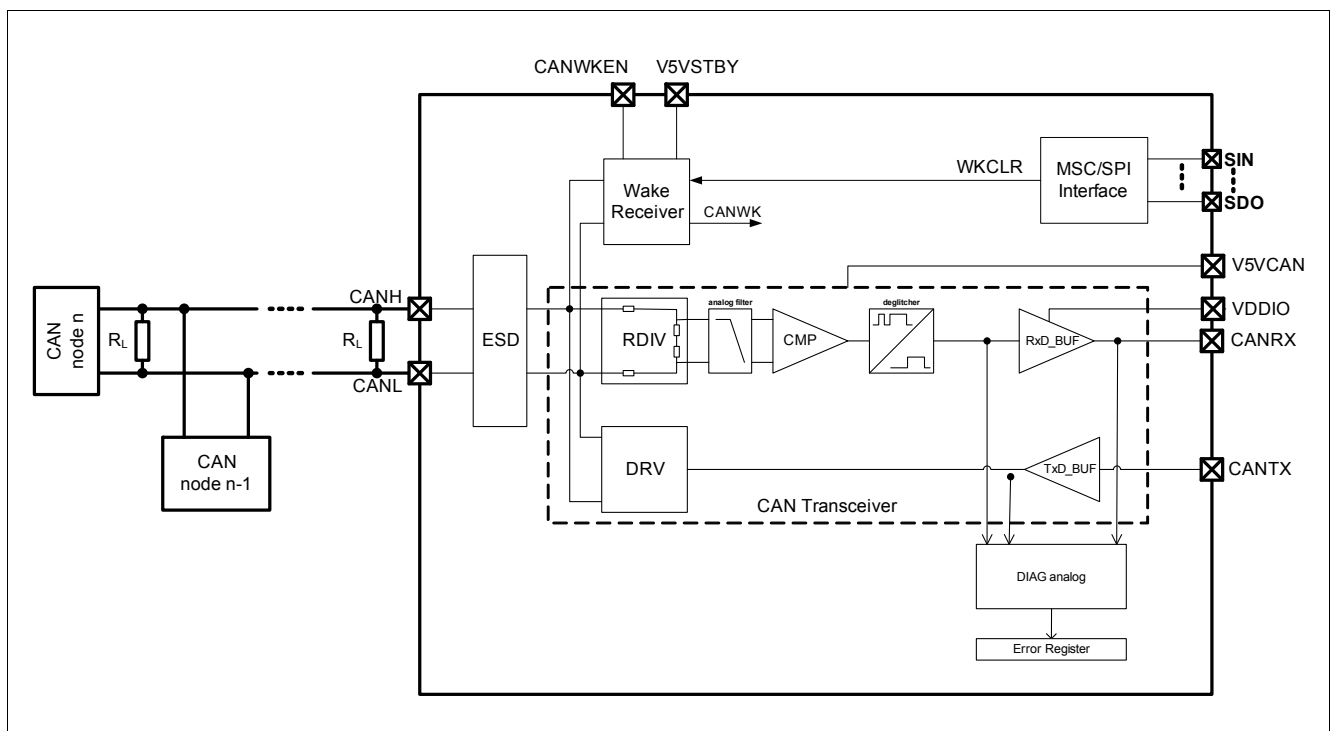 CANWKEN
V5VSTBY
Wake
Receiver
WKCLR
CANWK
MSC/SPI
Interface
SIN
SDO
V5VCAN
VDDIO
CANRX
CANTX
CAN
node n
RL
RL
CANH
CANL
CAN
node n-1
ESD
RDIV
analog filter
CMP
deglitcher
RxD_BUF
DRV
TxD_BUF
CAN Transceiver
DIAG analog
Error Register